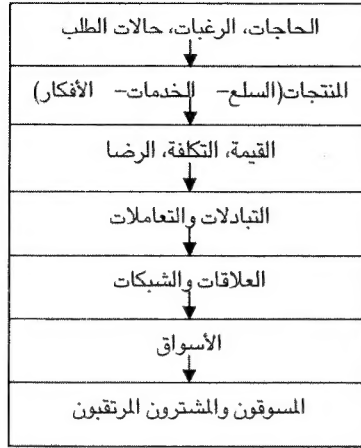 الحاجات، الرغبات، حالات الطلب
المنتجات(السلع– الخدمات– الأفكار)
القيمة، التكلفة، الرضا
التبادلات والتعاملات
العلاقات والشبكات
الأسواق
المسوقون والمشترون المرتقبون